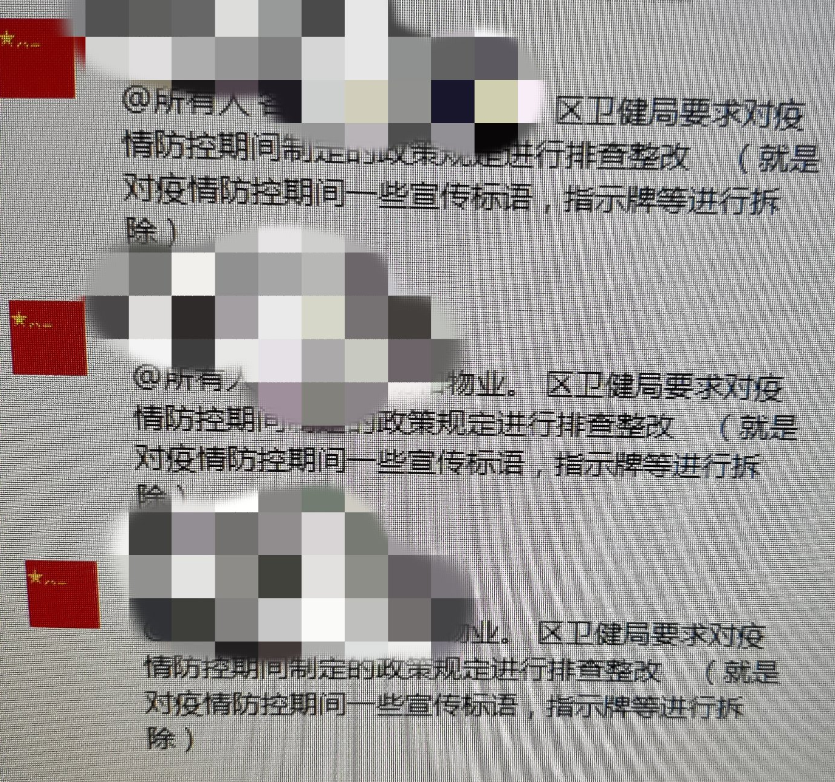 @所有人 区卫健局要求对疫
情防控期间制定的政策规定进行排查整改 （就是
对疫情防控期间一些宣传标语，指示牌等进行拆
除）
@所有人 物业。 区卫健局要求对疫
情防控期间 的政策规定进行排查整改 （就是
对疫情防控期间一些宣传标语，指示牌等进行拆
除）
业。 区卫健局要求对疫
情防控期间制定的政策规定进行排查整改 （就是
对疫情防控期间一些宣传标语，指示牌等进行拆
除）